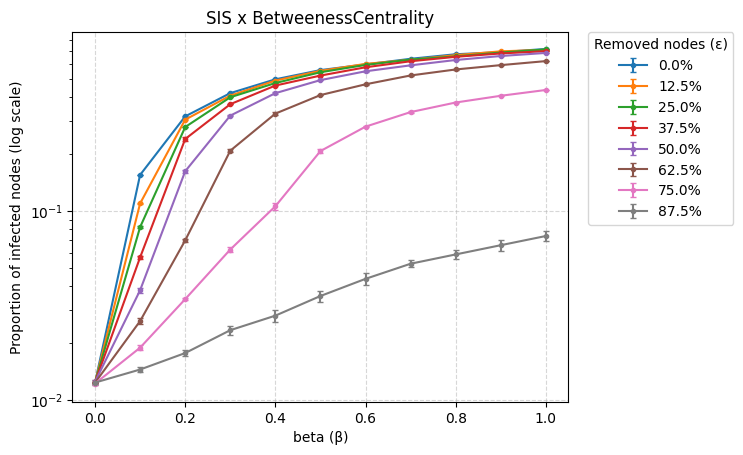 SIS x BetweenessCentrality
Proportion of infected nodes (log scale)
10⁻¹
10⁻²
0.0 0.2 0.4 0.6 0.8 1.0
beta (β)
Removed nodes (ε)
0.0%
12.5%
25.0%
37.5%
50.0%
62.5%
75.0%
87.5%